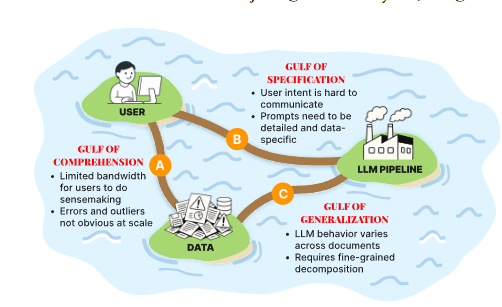 GULF OF
SPECIFICATION
• User intent is hard to
communicate
• Prompts need to be
detailed and data-
specific
USER
B
GULF OF
COMPREHENSION
• Limited bandwidth
for users to do
sensemaking
• Errors and outliers
not obvious at scale
A
LLM PIPELINE
C
GULF OF
GENERALIZATION
• LLM behavior varies
across documents
• Requires fine-grained
decomposition
DATA